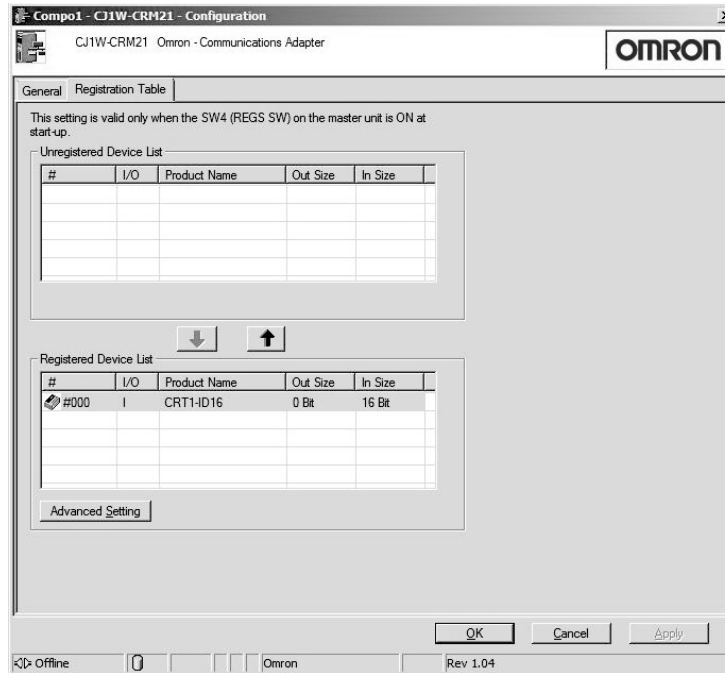 Compo1 - CJ1W-CRM21 - Configuration
CJ1W-CRM21 Omron - Communications Adapter
OMRON
General Registration Table
This setting is valid only when the SW4 (REGS SW) on the master unit is ON at
start-up.
Unregistered Device List
# I/O Product Name Out Size In Size
Registered Device List
# I/O Product Name Out Size In Size
#000 I CRT1-ID16 0 Bit 16 Bit
Advanced Setting
OK Cancel Apply
Offline Omron Rev 1.04